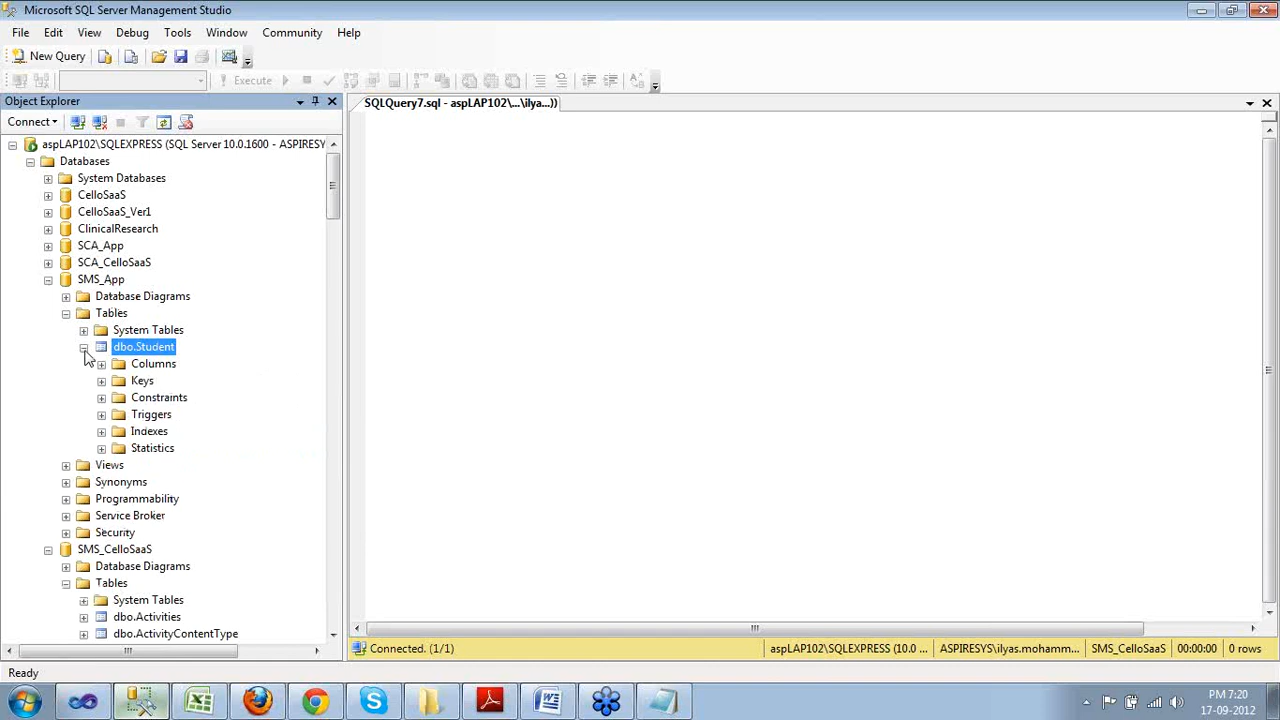 Microsoft SQL Server Management Studio
File Edit View Debug Tools Window Community Help
New Query
Execute
Object Explorer
SQLQuery7.sql - aspLAP102\...\ilya...))
Connect
aspLAP102\SQLEXPRESS (SQL Server 10.0.1600 - ASPIRESY
Databases
System Databases
CelloSaaS
CelloSaaS_Ver1
ClinicalResearch
SCA_App
SCA_CelloSaaS
SMS_App
Database Diagrams
Tables
System Tables
dbo.Student
Columns
Keys
Constraints
Triggers
Indexes
Statistics
Views
Synonyms
Programmability
Service Broker
Security
SMS_CelloSaaS
Database Diagrams
Tables
System Tables
dbo.Activities
dbo.ActivityContentType
Connected. (1/1) aspLAP102\SQLEXPRESS (10.0 ... ASPIRESYS\ilyas.mohamm... SMS_CelloSaaS 00:00:00 0 rows
Ready
PM 7:20
17-09-2012